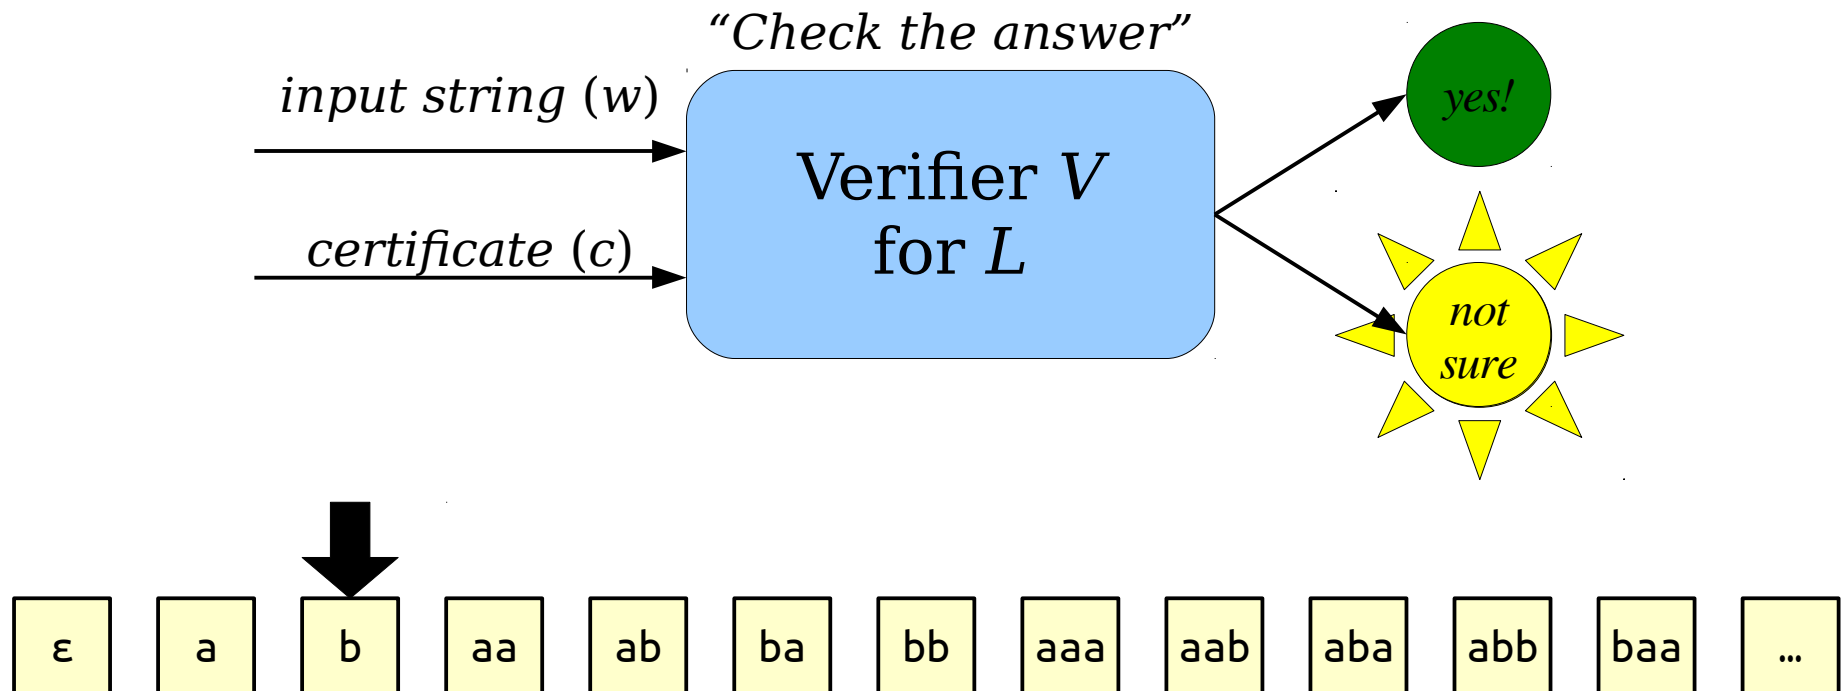 “Check the answer”
input string (w)
certificate (c)
Verifier V
for L
yes!
not
sure
ε a b aa ab ba bb aaa aab aba abb baa …